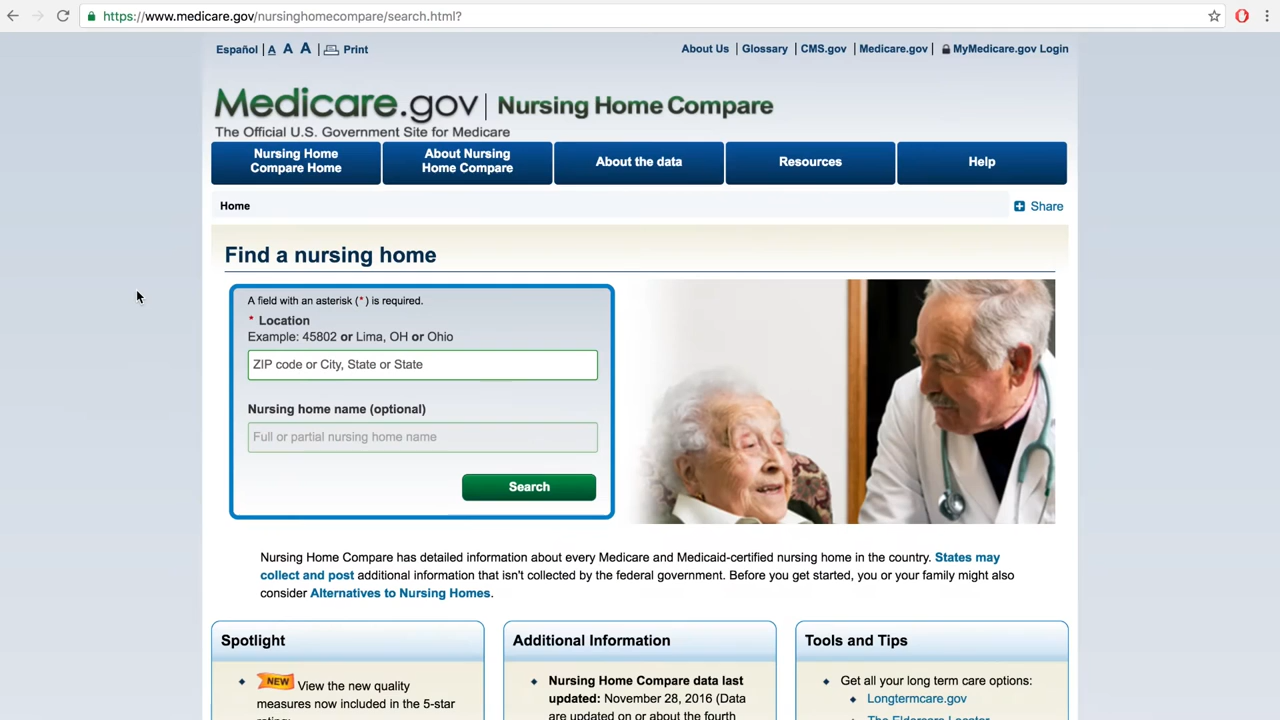 https://www.medicare.gov/nursinghomecompare/search.html?
Español | A A A | Print
About Us | Glossary | CMS.gov | Medicare.gov | MyMedicare.gov Login
Medicare.gov | Nursing Home Compare
The Official U.S. Government Site for Medicare
Nursing Home
Compare Home
About Nursing
Home Compare
About the data
Resources
Help
Home
Share
Find a nursing home
A field with an asterisk (*) is required.
* Location
Example: 45802 or Lima, OH or Ohio
ZIP code or City, State or State
Nursing home name (optional)
Full or partial nursing home name
Search
Nursing Home Compare has detailed information about every Medicare and Medicaid-certified nursing home in the country. States may
collect and post additional information that isn't collected by the federal government. Before you get started, you or your family might also
consider Alternatives to Nursing Homes.
Spotlight
NEW View the new quality
measures now included in the 5-star
Additional Information
Nursing Home Compare data last
updated: November 28, 2016 (Data
are updated on or about the fourth
Tools and Tips
Get all your long term care options:
Longtermcare.gov